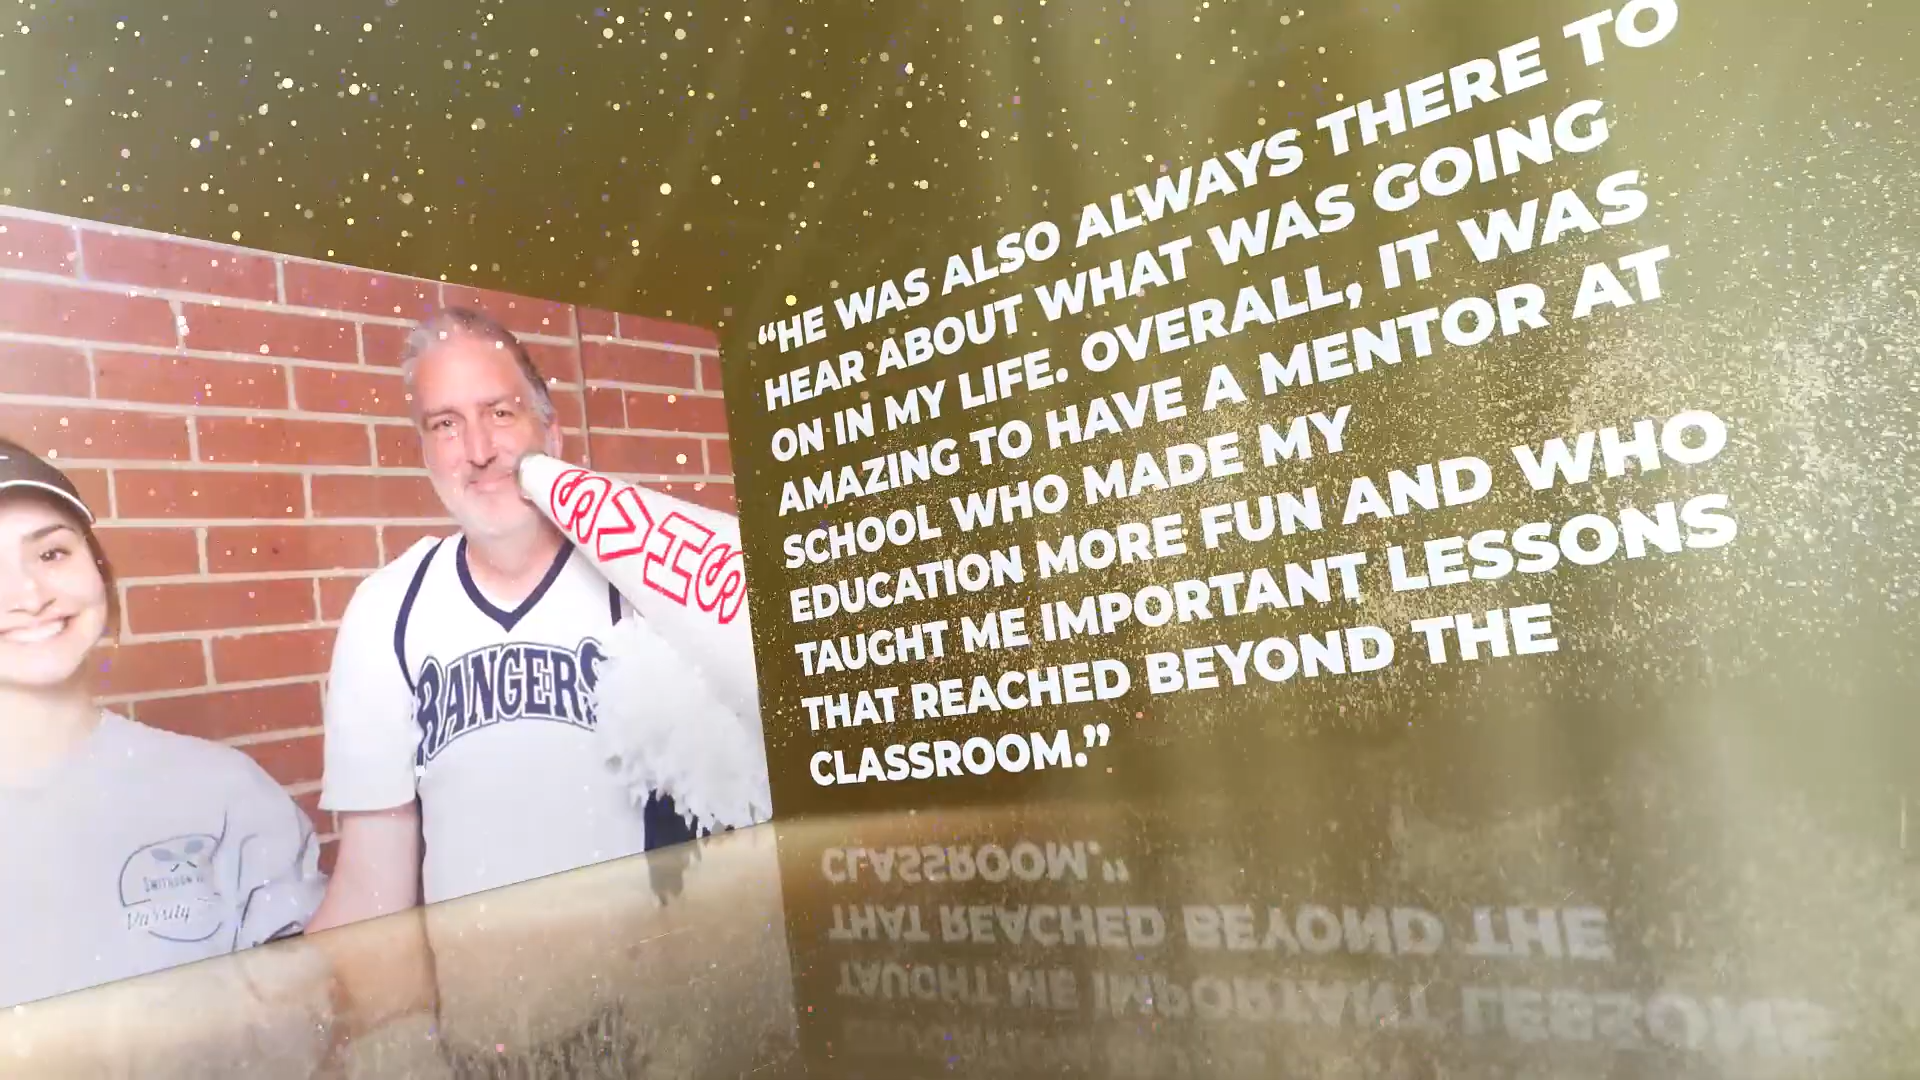 “HE WAS ALSO ALWAYS THERE TO
HEAR ABOUT WHAT WAS GOING
ON IN MY LIFE. OVERALL, IT WAS
AMAZING TO HAVE A MENTOR AT
SCHOOL WHO MADE MY
EDUCATION MORE FUN AND WHO
TAUGHT ME IMPORTANT LESSONS
THAT REACHED BEYOND THE
CLASSROOM.”
SVHS
RANGERS
Varsity